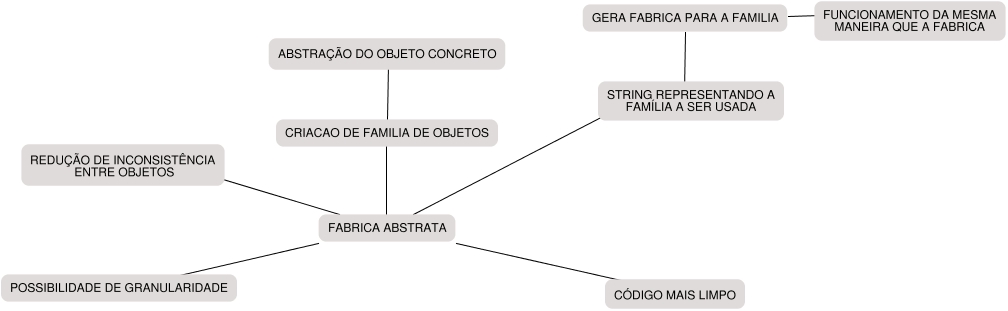 GERA FABRICA PARA A FAMILIA
FUNCIONAMENTO DA MESMA
MANEIRA QUE A FABRICA
ABSTRAÇÃO DO OBJETO CONCRETO
STRING REPRESENTANDO A
FAMÍLIA A SER USADA
CRIACAO DE FAMILIA DE OBJETOS
REDUÇÃO DE INCONSISTÊNCIA
ENTRE OBJETOS
FABRICA ABSTRATA
POSSIBILIDADE DE GRANULARIDADE
CÓDIGO MAIS LIMPO